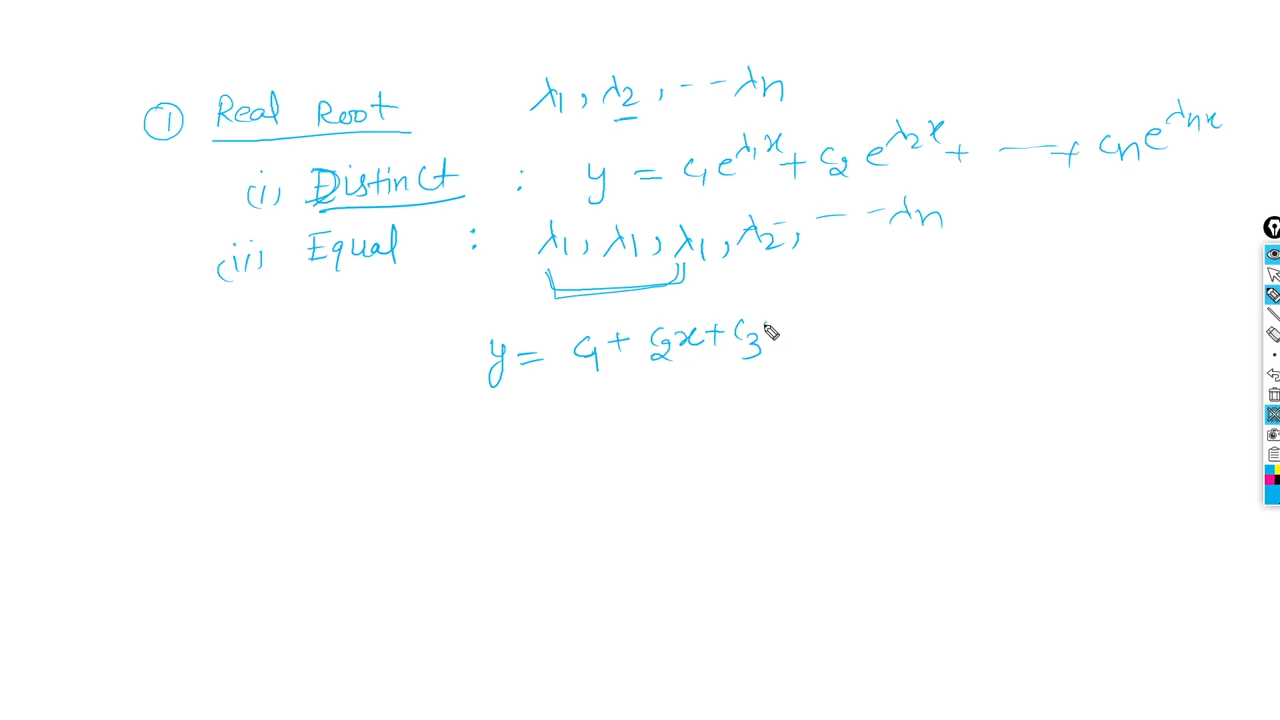 ① Real Root λ₁, λ₂, -- λn
(i) Distinct : y = c₁e^λ₁x + c₂e^λ₂x + — + cne^λnx
(ii) Equal : λ₁, λ₁, λ₁, λ₂, -- λn
y = c₁ + c₂x + c₃